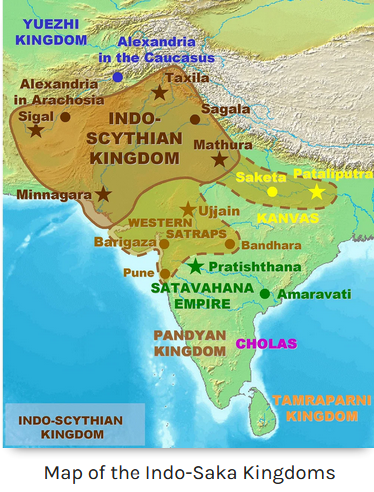 YUEZHI
KINGDOM
Alexandria
in the Caucasus
Taxila
Alexandria
in Arachosia
Sigal
INDO-
SCYTHIAN
KINGDOM
Sagala
Mathura
Minnagara
Saketa
Pataliputra
KANVAS
Ujjain
WESTERN
SATRAPS
Barigaza
Bandhara
Pune
Pratishthana
SATAVAHANA
EMPIRE
Amaravati
PANDYAN
KINGDOM
CHOLAS
TAMRAPARNI
KINGDOM
INDO-SCYTHIAN
KINGDOM
Map of the Indo-Saka Kingdoms